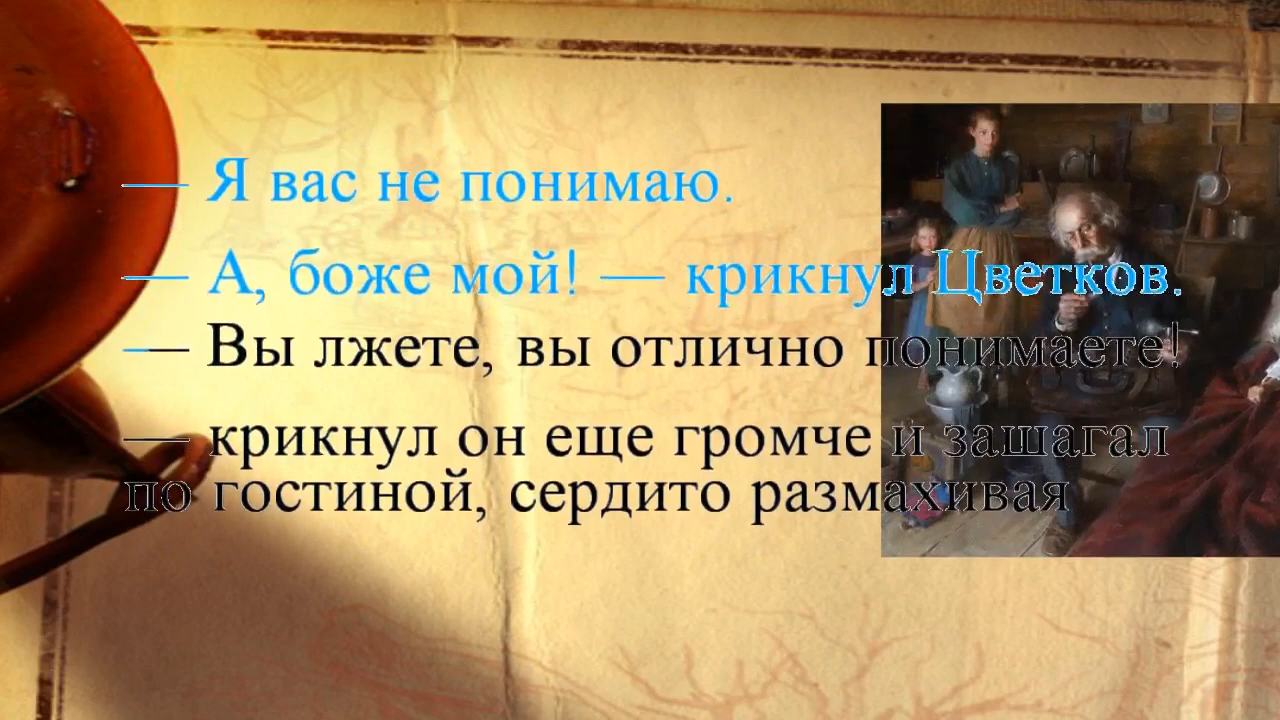 — Я вас не понимаю.
— А, боже мой! — крикнул Цветков.
— Вы лжете, вы отлично понимаете!
— крикнул он еще громче и зашагал
по гостиной, сердито размахивая